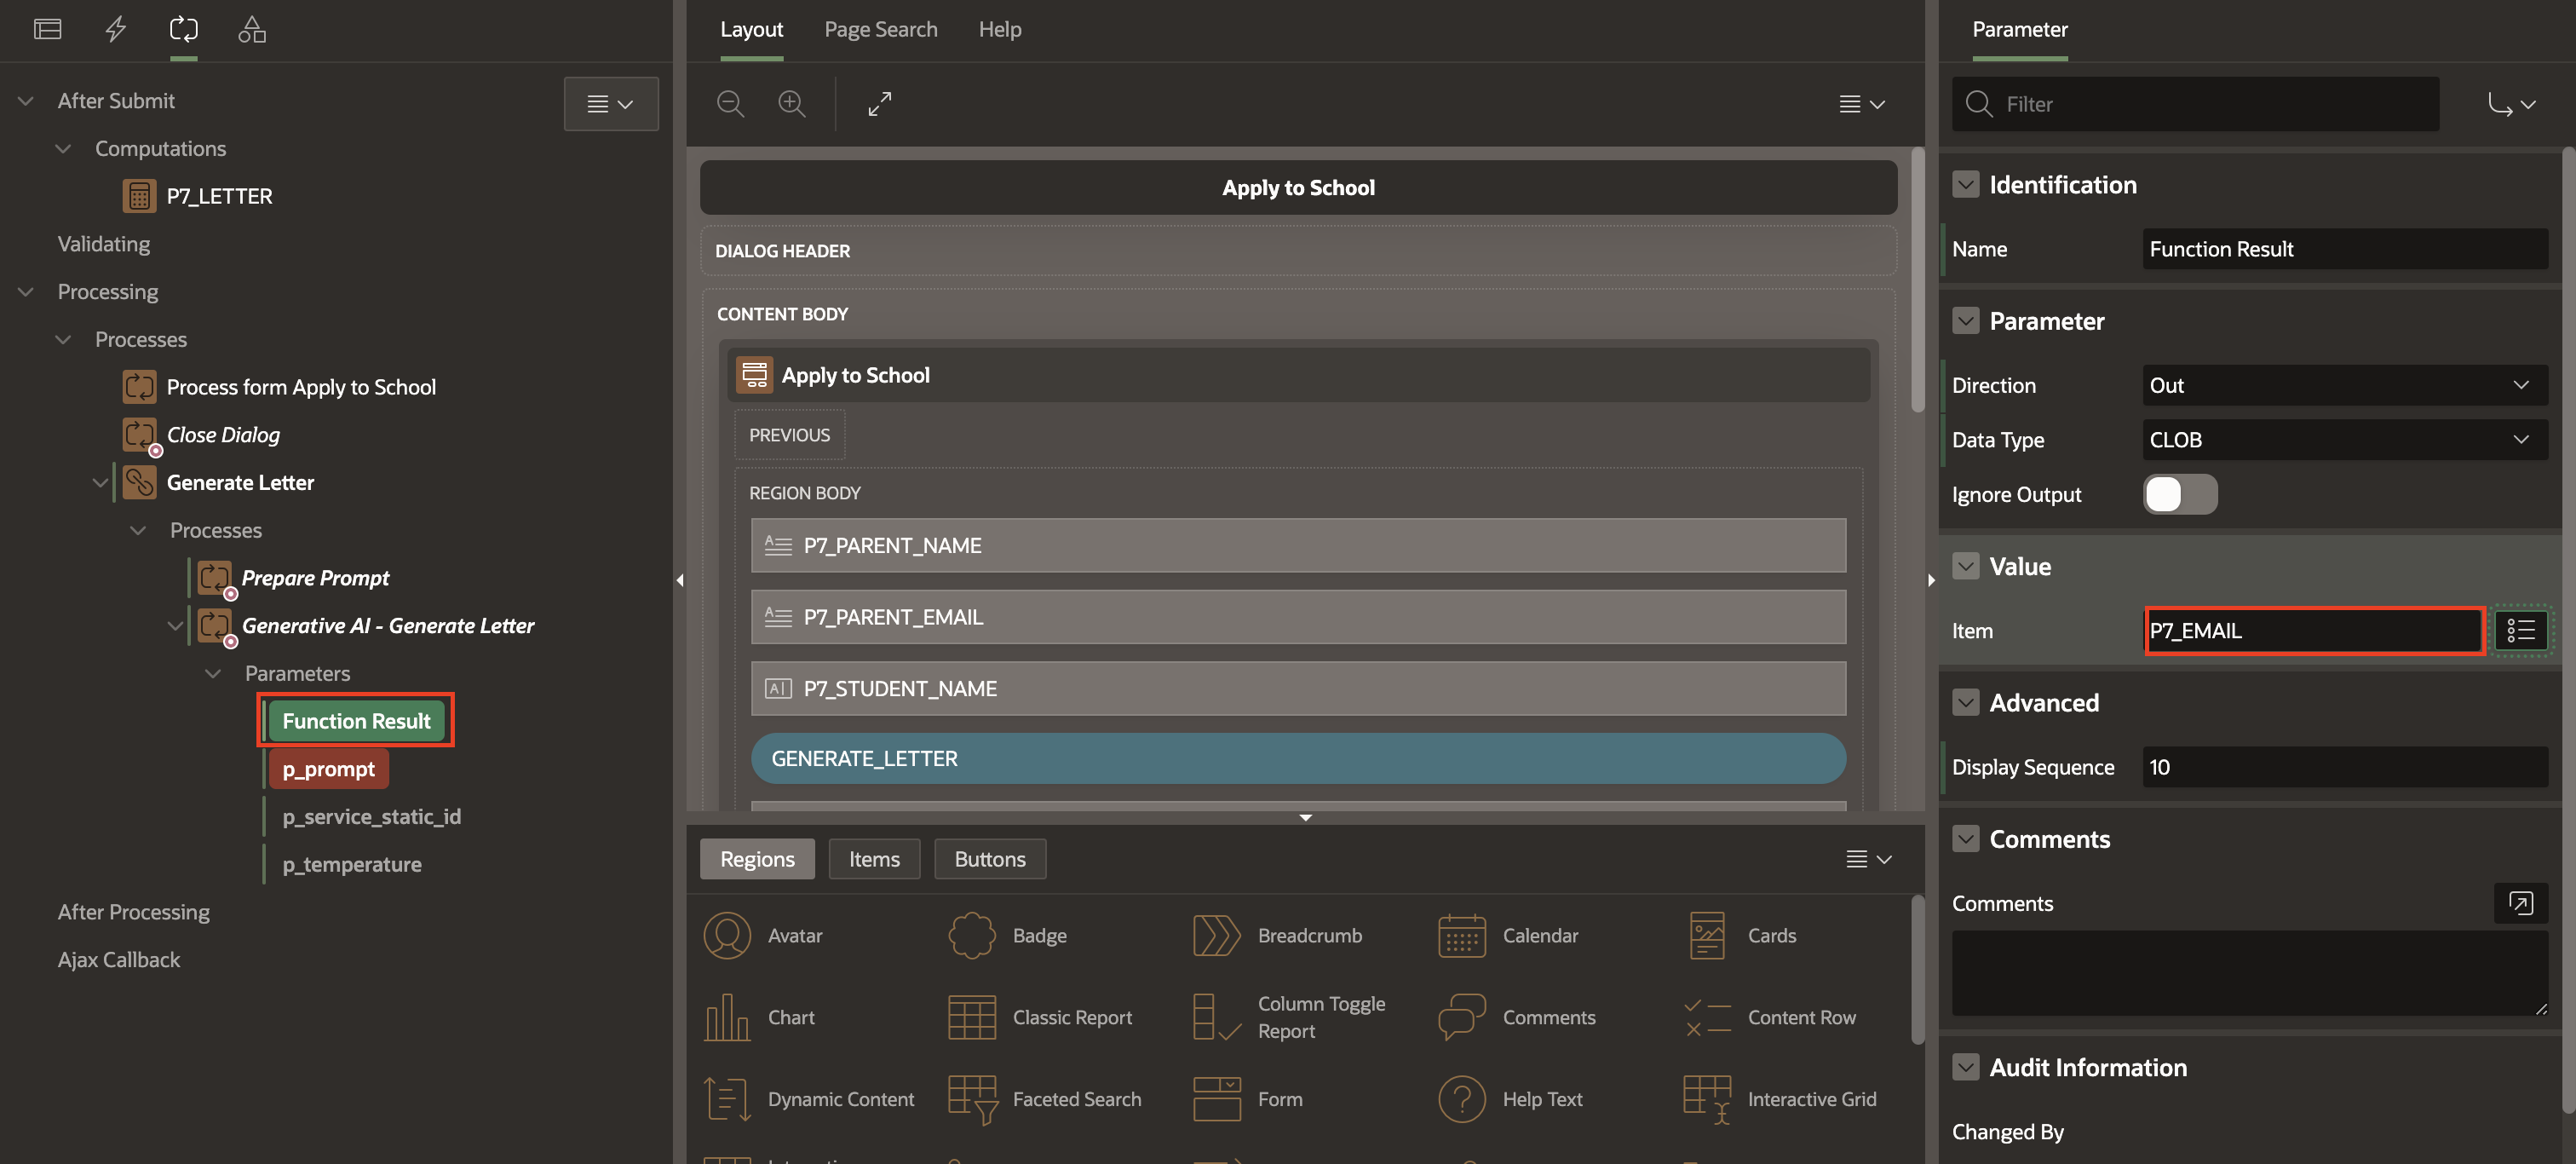 After Submit
Computations
P7_LETTER
Validating
Processing
Processes
Process form Apply to School
Close Dialog
Generate Letter
Processes
Prepare Prompt
Generative AI - Generate Letter
Parameters
Function Result
p_prompt
p_service_static_id
p_temperature
After Processing
Ajax Callback
Layout
Page Search
Help
Apply to School
DIALOG HEADER
CONTENT BODY
Apply to School
PREVIOUS
REGION BODY
P7_PARENT_NAME
P7_PARENT_EMAIL
P7_STUDENT_NAME
GENERATE_LETTER
Regions
Items
Buttons
Avatar
Badge
Breadcrumb
Calendar
Cards
Chart
Classic Report
Column Toggle
Report
Comments
Content Row
Dynamic Content
Faceted Search
Form
Help Text
Interactive Grid
Parameter
Filter
Identification
Name
Function Result
Parameter
Direction
Out
Data Type
CLOB
Ignore Output
Value
Item
P7_EMAIL
Advanced
Display Sequence
10
Comments
Comments
Audit Information
Changed By